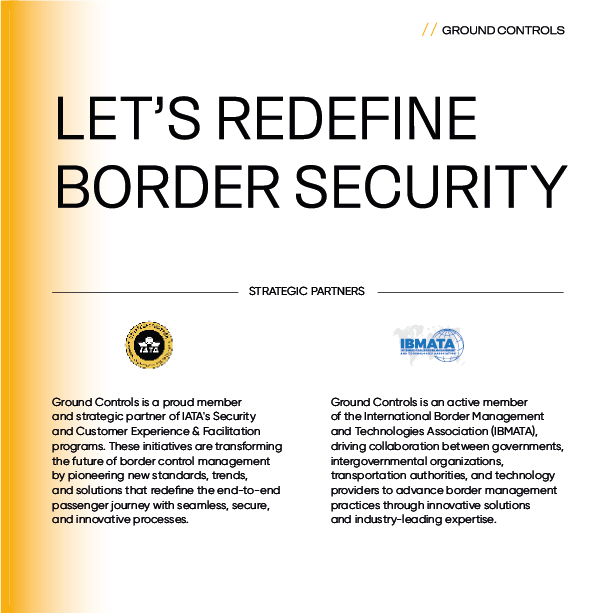 // GROUND CONTROLS
LET’S REDEFINE
BORDER SECURITY
STRATEGIC PARTNERS
IATA
IBMATA
Ground Controls is a proud member
and strategic partner of IATA's Security
and Customer Experience & Facilitation
programs. These initiatives are transforming
the future of border control management
by pioneering new standards, trends,
and solutions that redefine the end-to-end
passenger journey with seamless, secure,
and innovative processes.
Ground Controls is an active member
of the International Border Management
and Technologies Association (IBMATA),
driving collaboration between governments,
intergovernmental organizations,
transportation authorities, and technology
providers to advance border management
practices through innovative solutions
and industry-leading expertise.